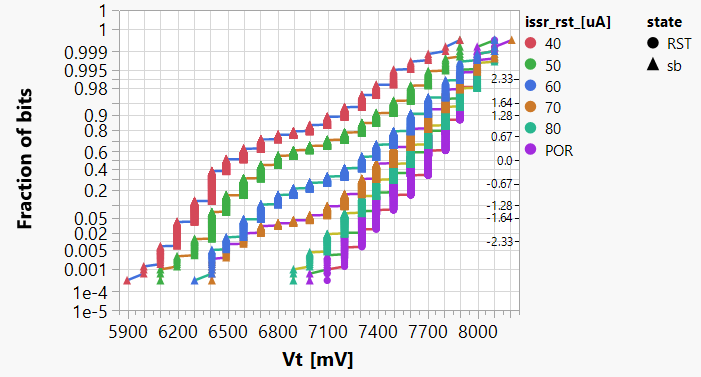 Fraction of bits
1
1
0.999
0.995
0.98
0.9
0.8
0.6
0.4
0.2
0.05
0.02
0.005
0.001
1e-4
1e-5
2.33
1.64
1.28
0.67
0.0
-0.67
-1.28
-1.64
-2.33
5900 6200 6500 6800 7100 7400 7700 8000
Vt [mV]
issr_rst_[uA]
40
50
60
70
80
POR
state
RST
sb